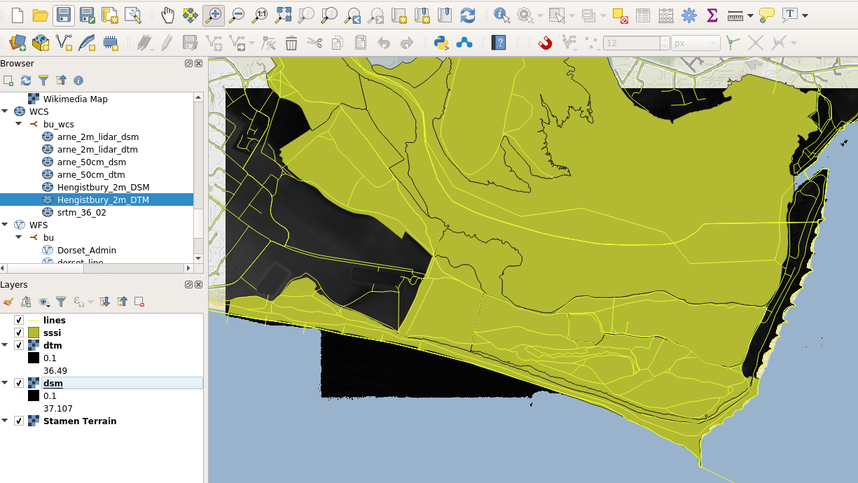 12
px
T
Browser
Wikimedia Map
WCS
bu_wcs
arne_2m_lidar_dsm
arne_2m_lidar_dtm
arne_50cm_dsm
arne_50cm_dtm
Hengistbury_2m_DSM
Hengistbury_2m_DTM
srtm_36_02
WFS
bu
Dorset_Admin
dorset_line
Layers
lines
sssi
dtm
0.1
36.49
dsm
0.1
37.107
Stamen Terrain